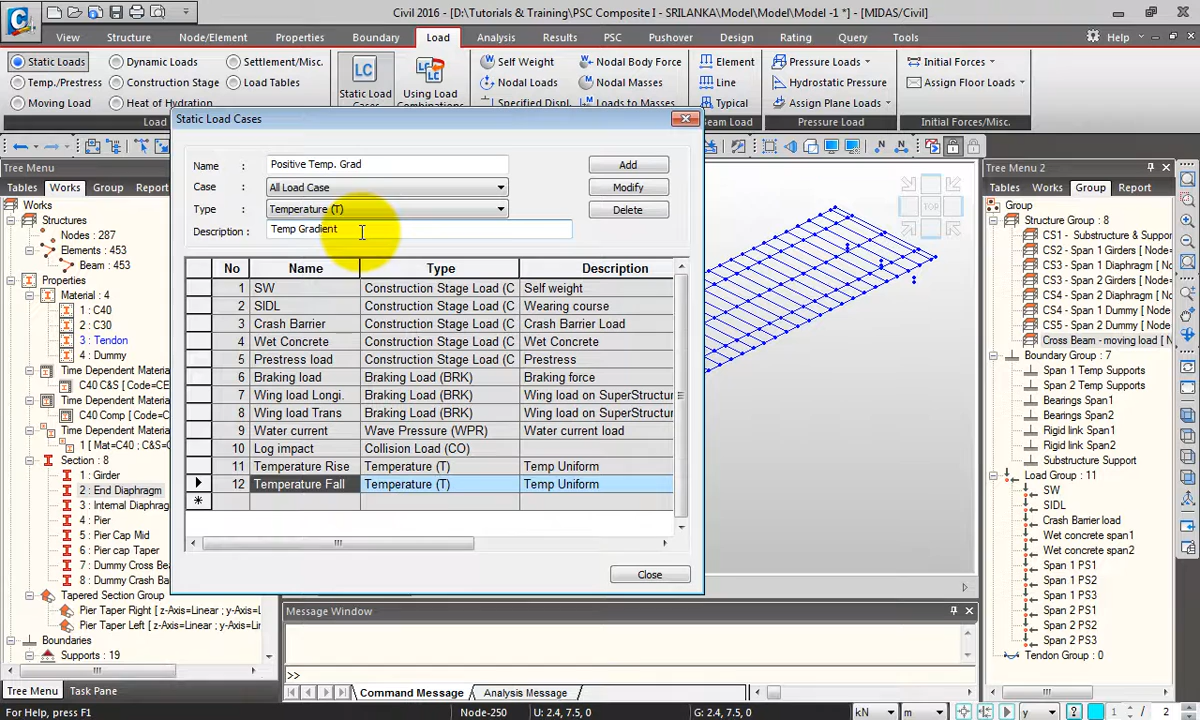 Civil 2016 - [D:\Tutorials & Training\PSC Composite I - SRILANKA\Model\Model\Model -1 *] - [MIDAS/Civil]
View Structure Node/Element Properties Boundary Load Analysis Results PSC Pushover Design Rating Query Tools Help
Static Loads Dynamic Loads Settlement/Misc.
Temp./Prestress Construction Stage Load Tables
Moving Load Heat of Hydration
Load
LC
Static Load
Using Load
Self Weight Nodal Body Force
Nodal Loads Nodal Masses
Specified Displ. Loads to Masses
Element
Line
Typical
Beam Load
Pressure Loads
Hydrostatic Pressure
Assign Plane Loads
Pressure Load
Initial Forces
Assign Floor Loads
Initial Forces/Misc.
Tree Menu
Tables Works Group Report
Works
Structures
Nodes : 287
Elements : 453
Beam : 453
Properties
Material : 4
1 : C40
2 : C30
3 : Tendon
4 : Dummy
Time Dependent Material
C40 C&S [ Code=CE
Time Dependent Material
C40 Comp [ Code=C
Time Dependent Material
1 [ Mat=C40 ; C&S=
Section : 8
1 : Girder
2 : End Diaphragm
3 : Internal Diaphrag
4 : Pier
5 : Pier Cap Mid
6 : Pier cap Taper
7 : Dummy Cross Be
8 : Dummy Crash Ba
Tapered Section Group
Pier Taper Right [ z-Axis=Linear ; y-Axis=L
Pier Taper Left [ z-Axis=Linear ; y-Axis=Li
Boundaries
Supports : 19
Tree Menu Task Pane
Static Load Cases
Name : Positive Temp. Grad Add
Case : All Load Case Modify
Type : Temperature (T) Delete
Description : Temp Gradient
No Name Type Description
1 SW Construction Stage Load (C Self weight
2 SIDL Construction Stage Load (C Wearing course
3 Crash Barrier Construction Stage Load (C Crash Barrier Load
4 Wet Concrete Construction Stage Load (C Wet Concrete
5 Prestress load Construction Stage Load (C Prestress
6 Braking load Braking Load (BRK) Braking force
7 Wing load Longi. Braking Load (BRK) Wing load on SuperStructur
8 Wing load Trans Braking Load (BRK) Wing load on SuperStructur
9 Water current Wave Pressure (WPR) Water current load
10 Log impact Collision Load (CO)
11 Temperature Rise Temperature (T) Temp Uniform
12 Temperature Fall Temperature (T) Temp Uniform
Close
TOP
Message Window
>>
Command Message Analysis Message
Tree Menu 2
Tables Works Group Report
Group
Structure Group : 8
CS1 - Substructure & Suppo
CS2 - Span 1 Girders [ Node
CS3 - Span 1 Diaphragm [ N
CS3 - Span 2 Girders [ Node
CS4 - Span 2 Diaphragm [ N
CS4 - Span 1 Dummy [ Node
CS5 - Span 2 Dummy [ Node
Cross Beam - moving load [ N
Boundary Group : 7
Span 1 Temp Supports
Span 2 Temp Supports
Bearings Span1
Bearings Span2
Rigid link Span1
Rigid link Span2
Substructure Support
Load Group : 11
SW
SIDL
Crash Barrier load
Wet concrete span1
Wet concrete span2
Span 1 PS1
Span 1 PS2
Span 1 PS3
Span 2 PS1
Span 2 PS2
Span 2 PS3
Tendon Group : 0
For Help, press F1 Node-250 U: 2.4, 7.5, 0 G: 2.4, 7.5, 0 kN m y 1 / 2